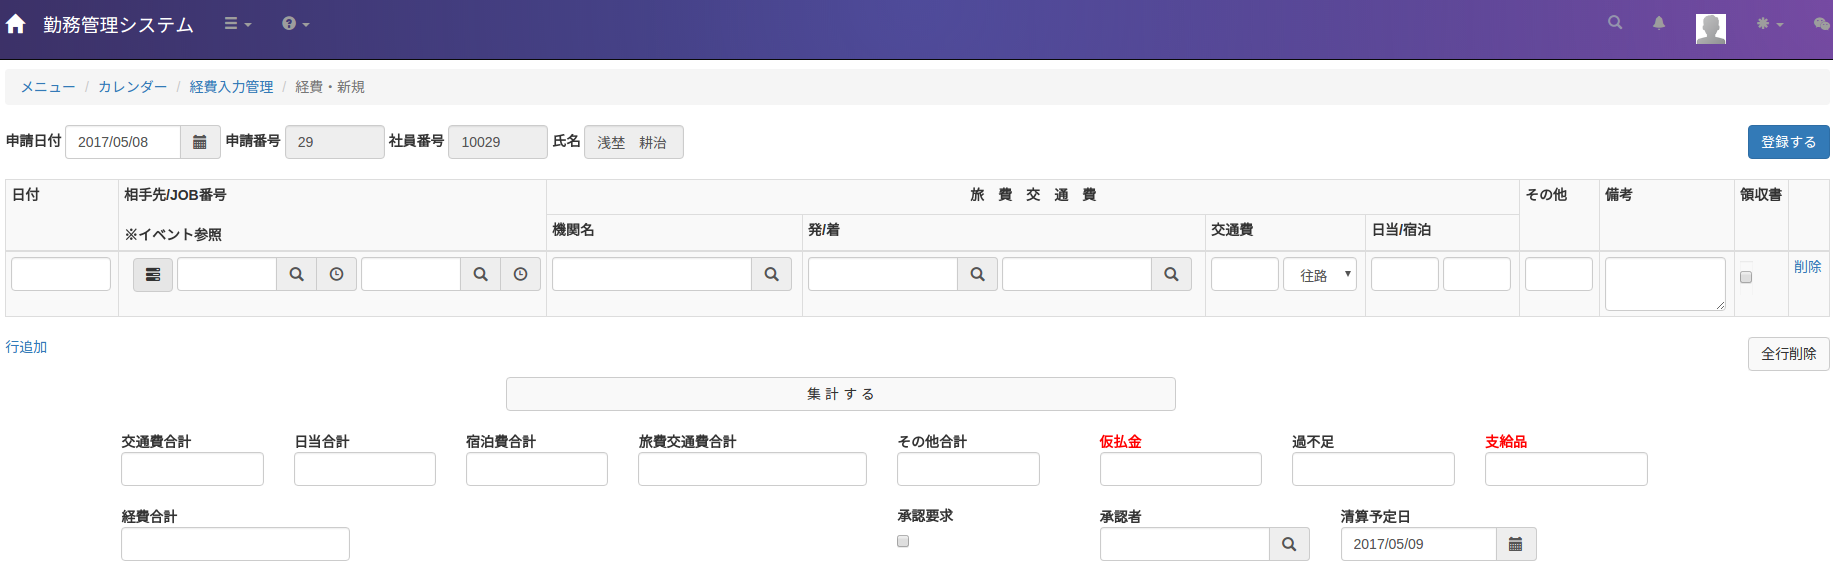 勤務管理システム
メニュー / カレンダー / 経費入力管理 / 経費・新規
申請日付 2017/05/08 申請番号 29 社員番号 10029 氏名 浅埜　耕治 登録する
日付 相手先/JOB番号 旅　費　交　通　費 その他 備考 領収書
※イベント参照 機関名 発/着 交通費 日当/宿泊
往路 削除
行追加 全行削除
集 計 す る
交通費合計 日当合計 宿泊費合計 旅費交通費合計 その他合計 仮払金 過不足 支給品
経費合計 承認要求 承認者 清算予定日
2017/05/09